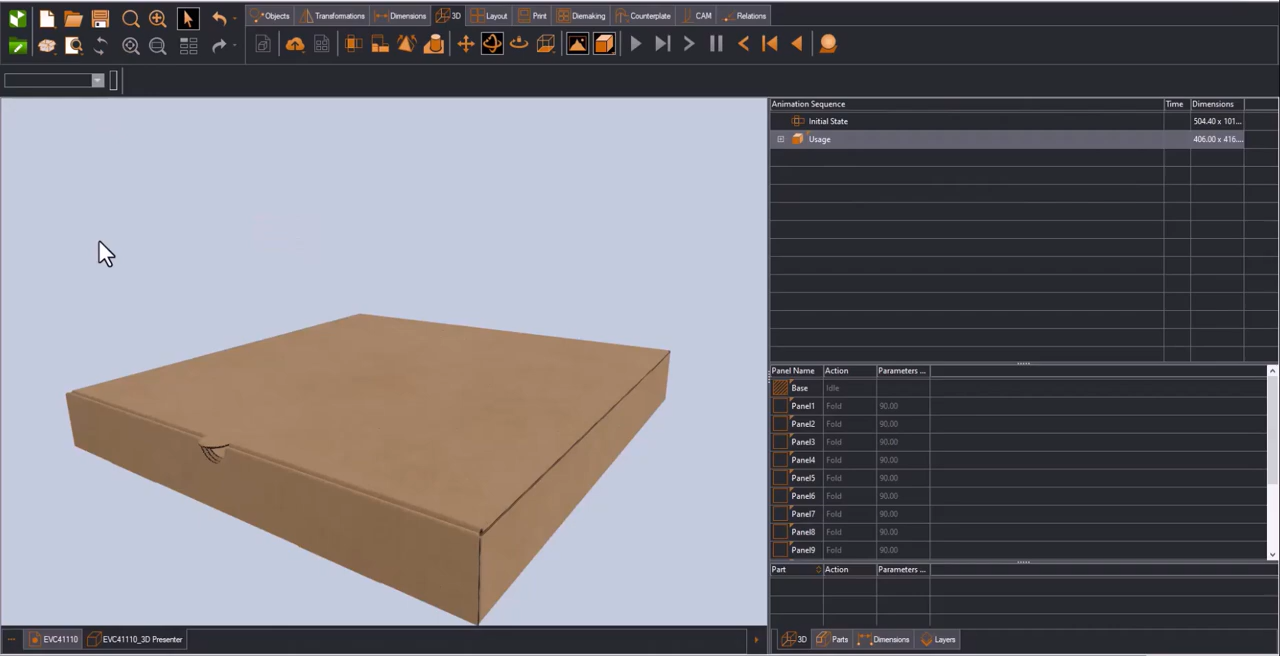 Objects Transformations Dimensions 3D Layout Print Diemaking Counterplate CAM Relations
Animation Sequence Time Dimensions
Initial State 504.40 x 101...
Usage 406.00 x 416....
Panel Name Action Parameters ...
Base Idle
Panel1 Fold 90.00
Panel2 Fold 90.00
Panel3 Fold 90.00
Panel4 Fold 90.00
Panel5 Fold 90.00
Panel6 Fold 90.00
Panel7 Fold 90.00
Panel8 Fold 90.00
Panel9 Fold 90.00
Part Action Parameters ...
EVC41110 EVC41110_3D Presenter 3D Parts Dimensions Layers